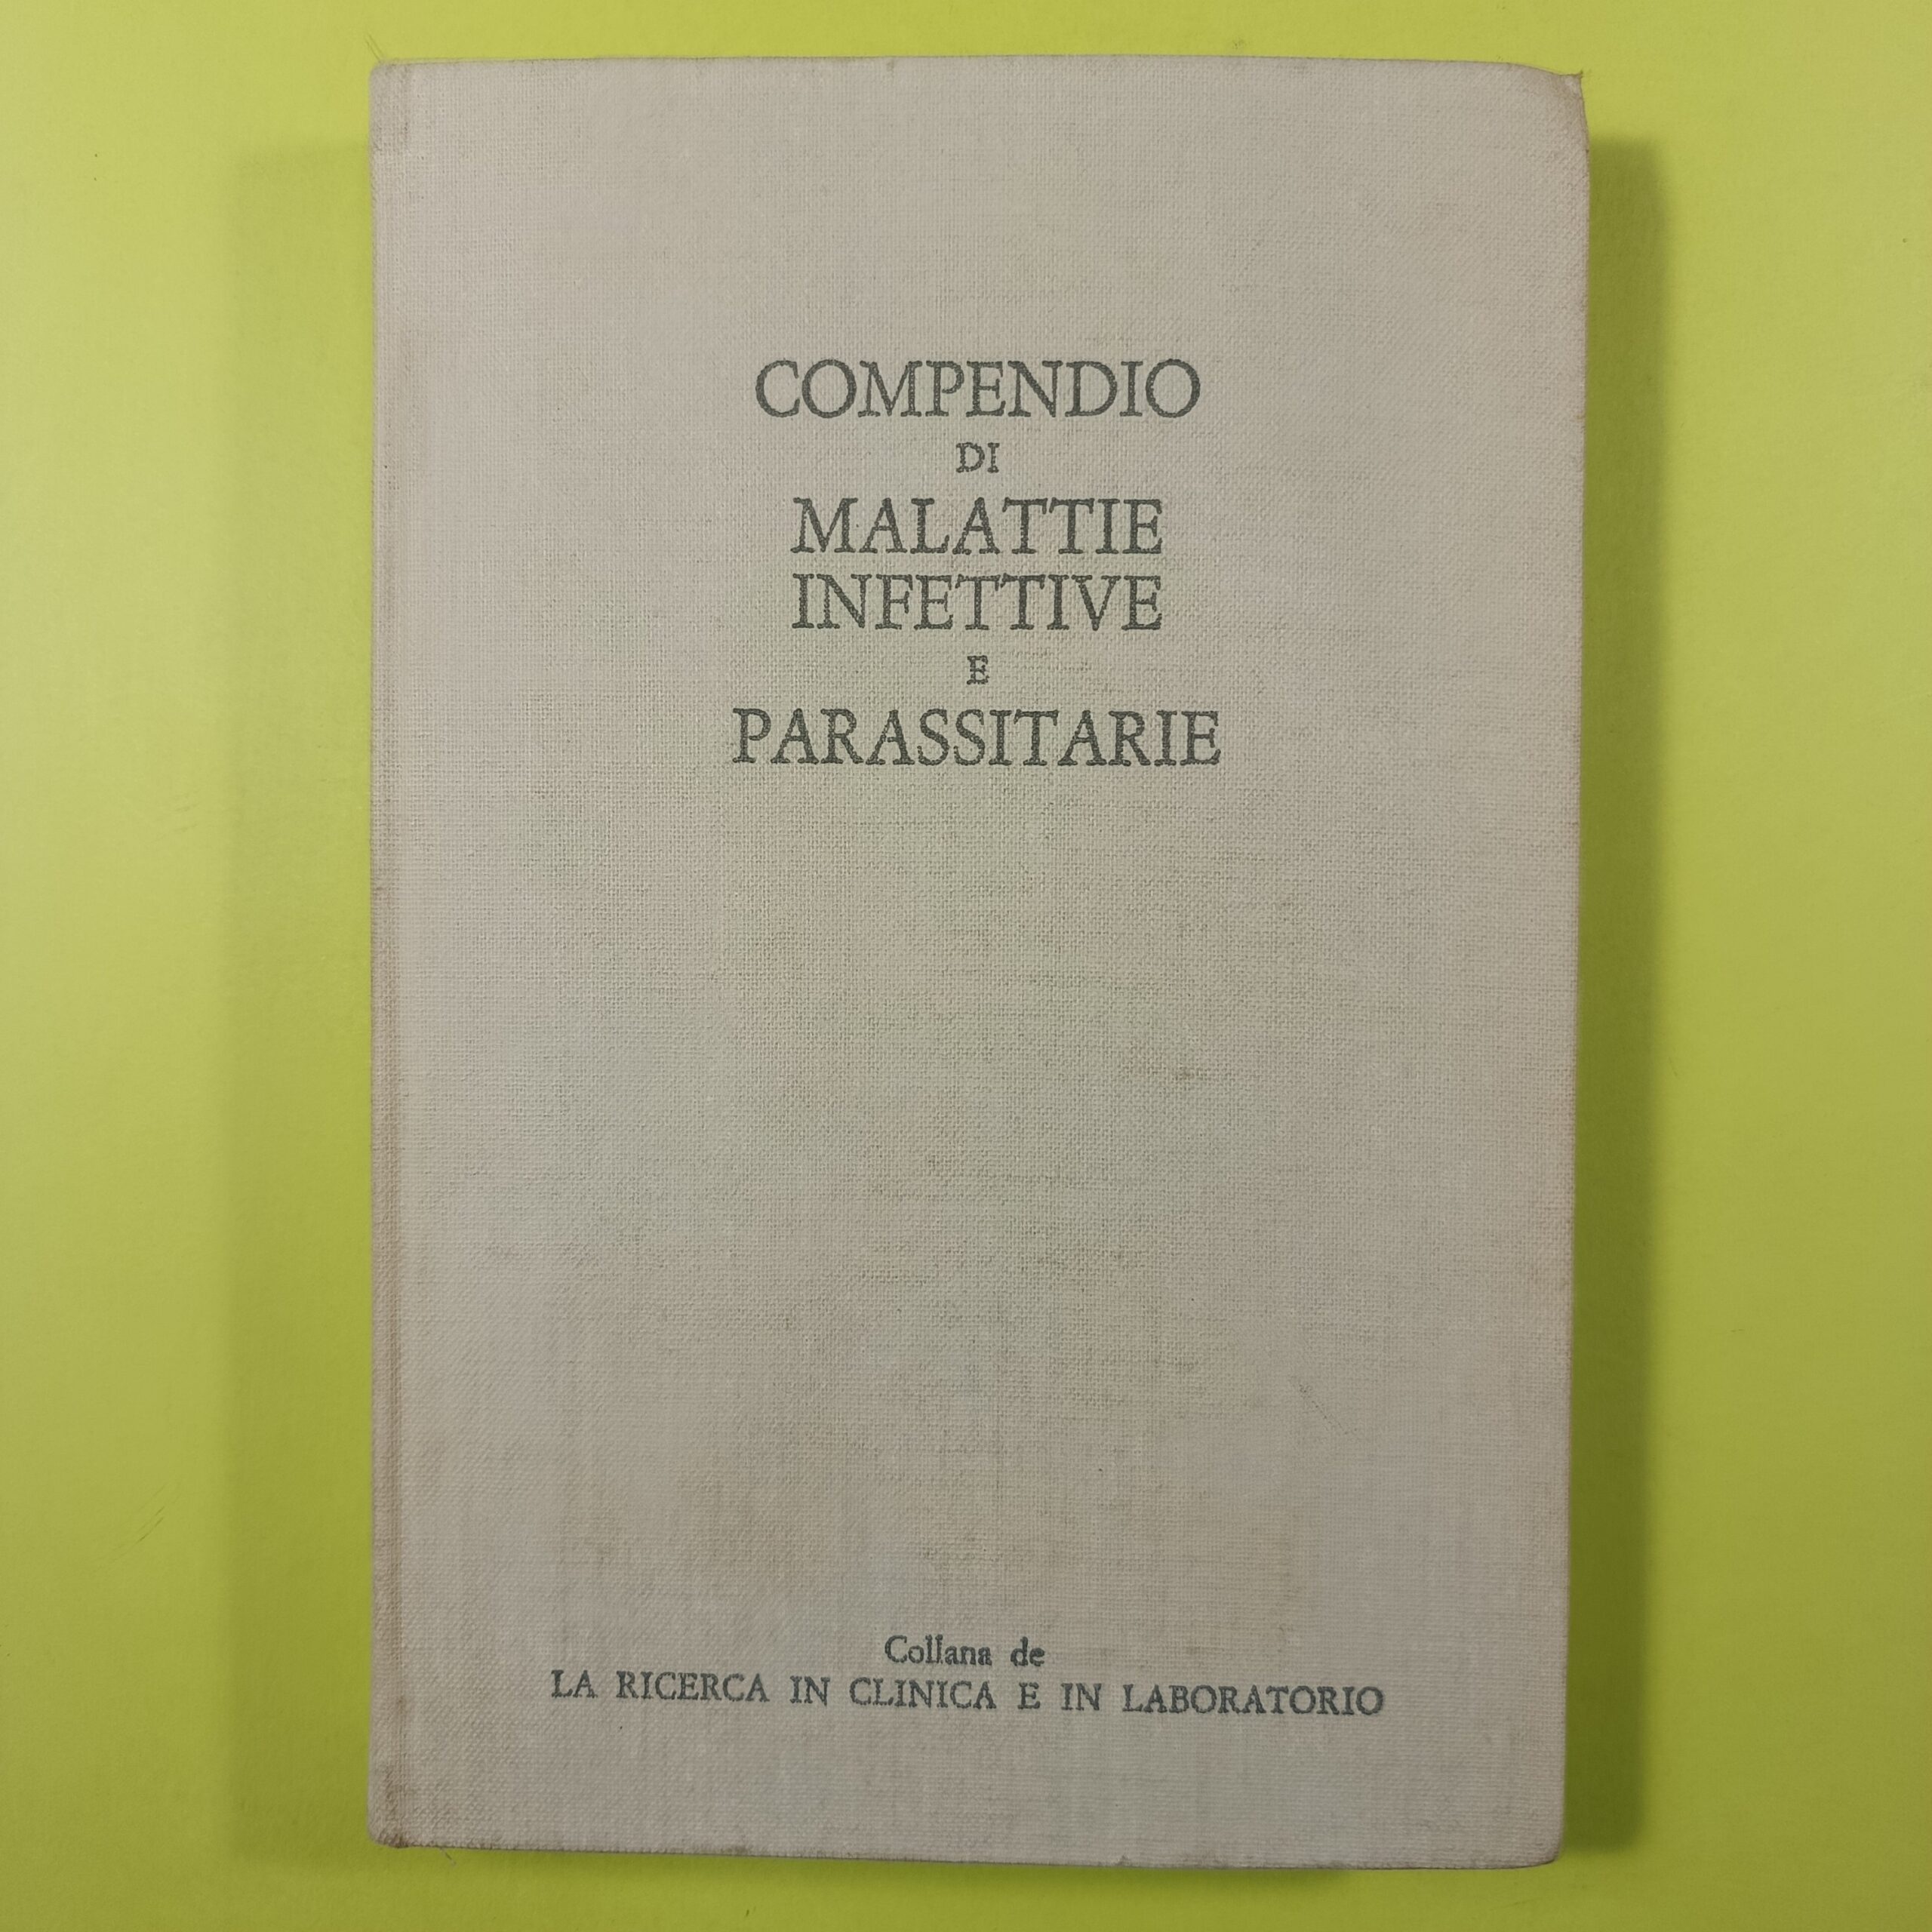 COMPENDIO
DI
MALATTIE
INFETTIVE
E
PARASSITARIE
Collana de
LA RICERCA IN CLINICA E IN LABORATORIO